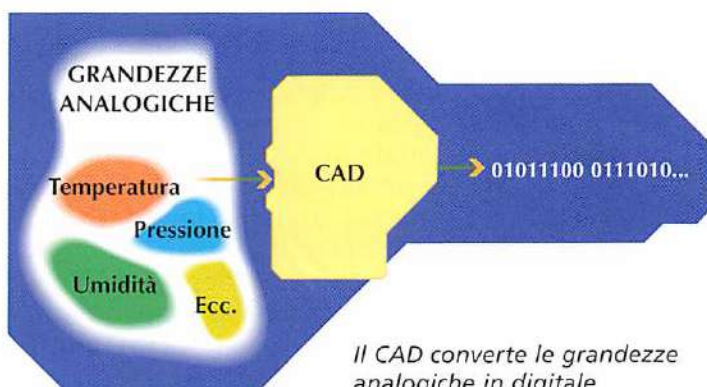 GRANDEZZE
ANALOGICHE
Temperatura
Pressione
Umidità
Ecc.
CAD
01011100 0111010...
Il CAD converte le grandezze
analogiche in digitale